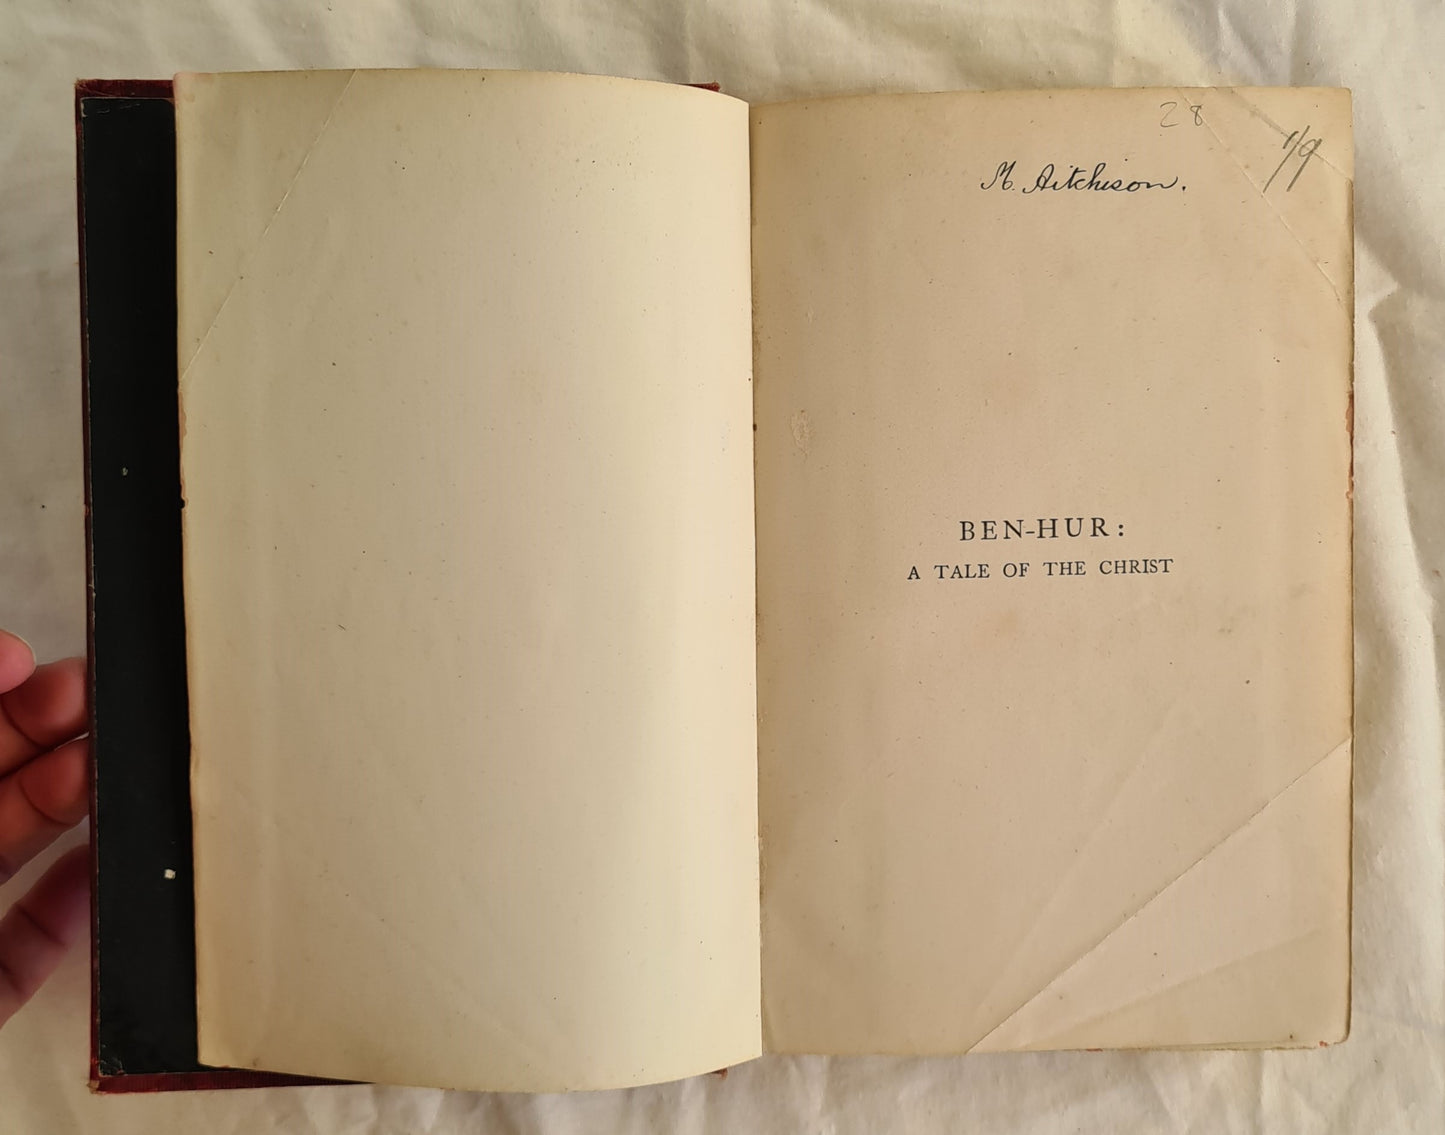 28
1/9
M. Aitchison.
BEN-HUR:
A TALE OF THE CHRIST